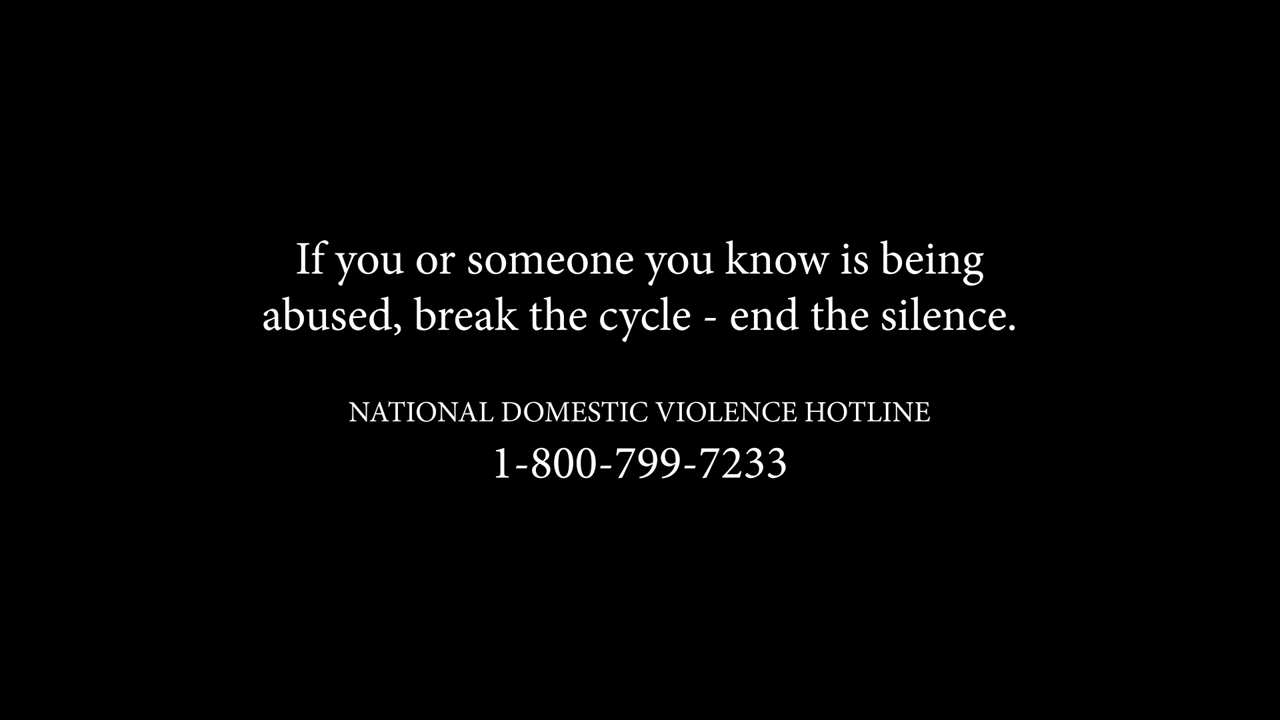 If you or someone you know is being
abused, break the cycle - end the silence.
NATIONAL DOMESTIC VIOLENCE HOTLINE
1-800-799-7233